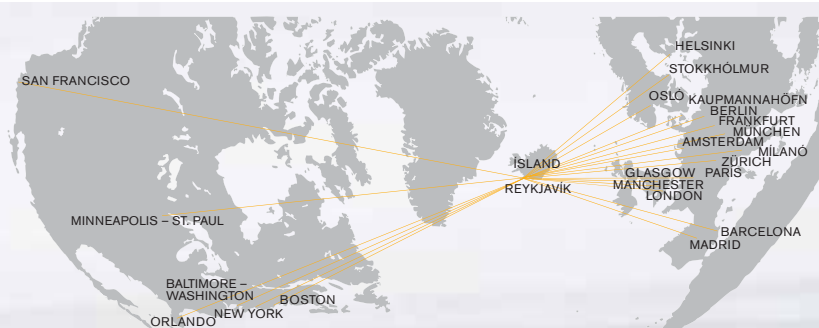 HELSINKI
STOKKHÓLMUR
SAN FRANCISCO
OSLÓ
KAUPMANNAHÖFN
BERLIN
FRANKFURT
MÜNCHEN
AMSTERDAM
MILANÓ
ÍSLAND
ZÜRICH
GLASGOW
PARÍS
REYKJAVÍK
MANCHESTER
LONDON
MINNEAPOLIS – ST. PAUL
BARCELONA
MADRID
BALTIMORE –
WASHINGTON
BOSTON
NEW YORK
ORLANDO